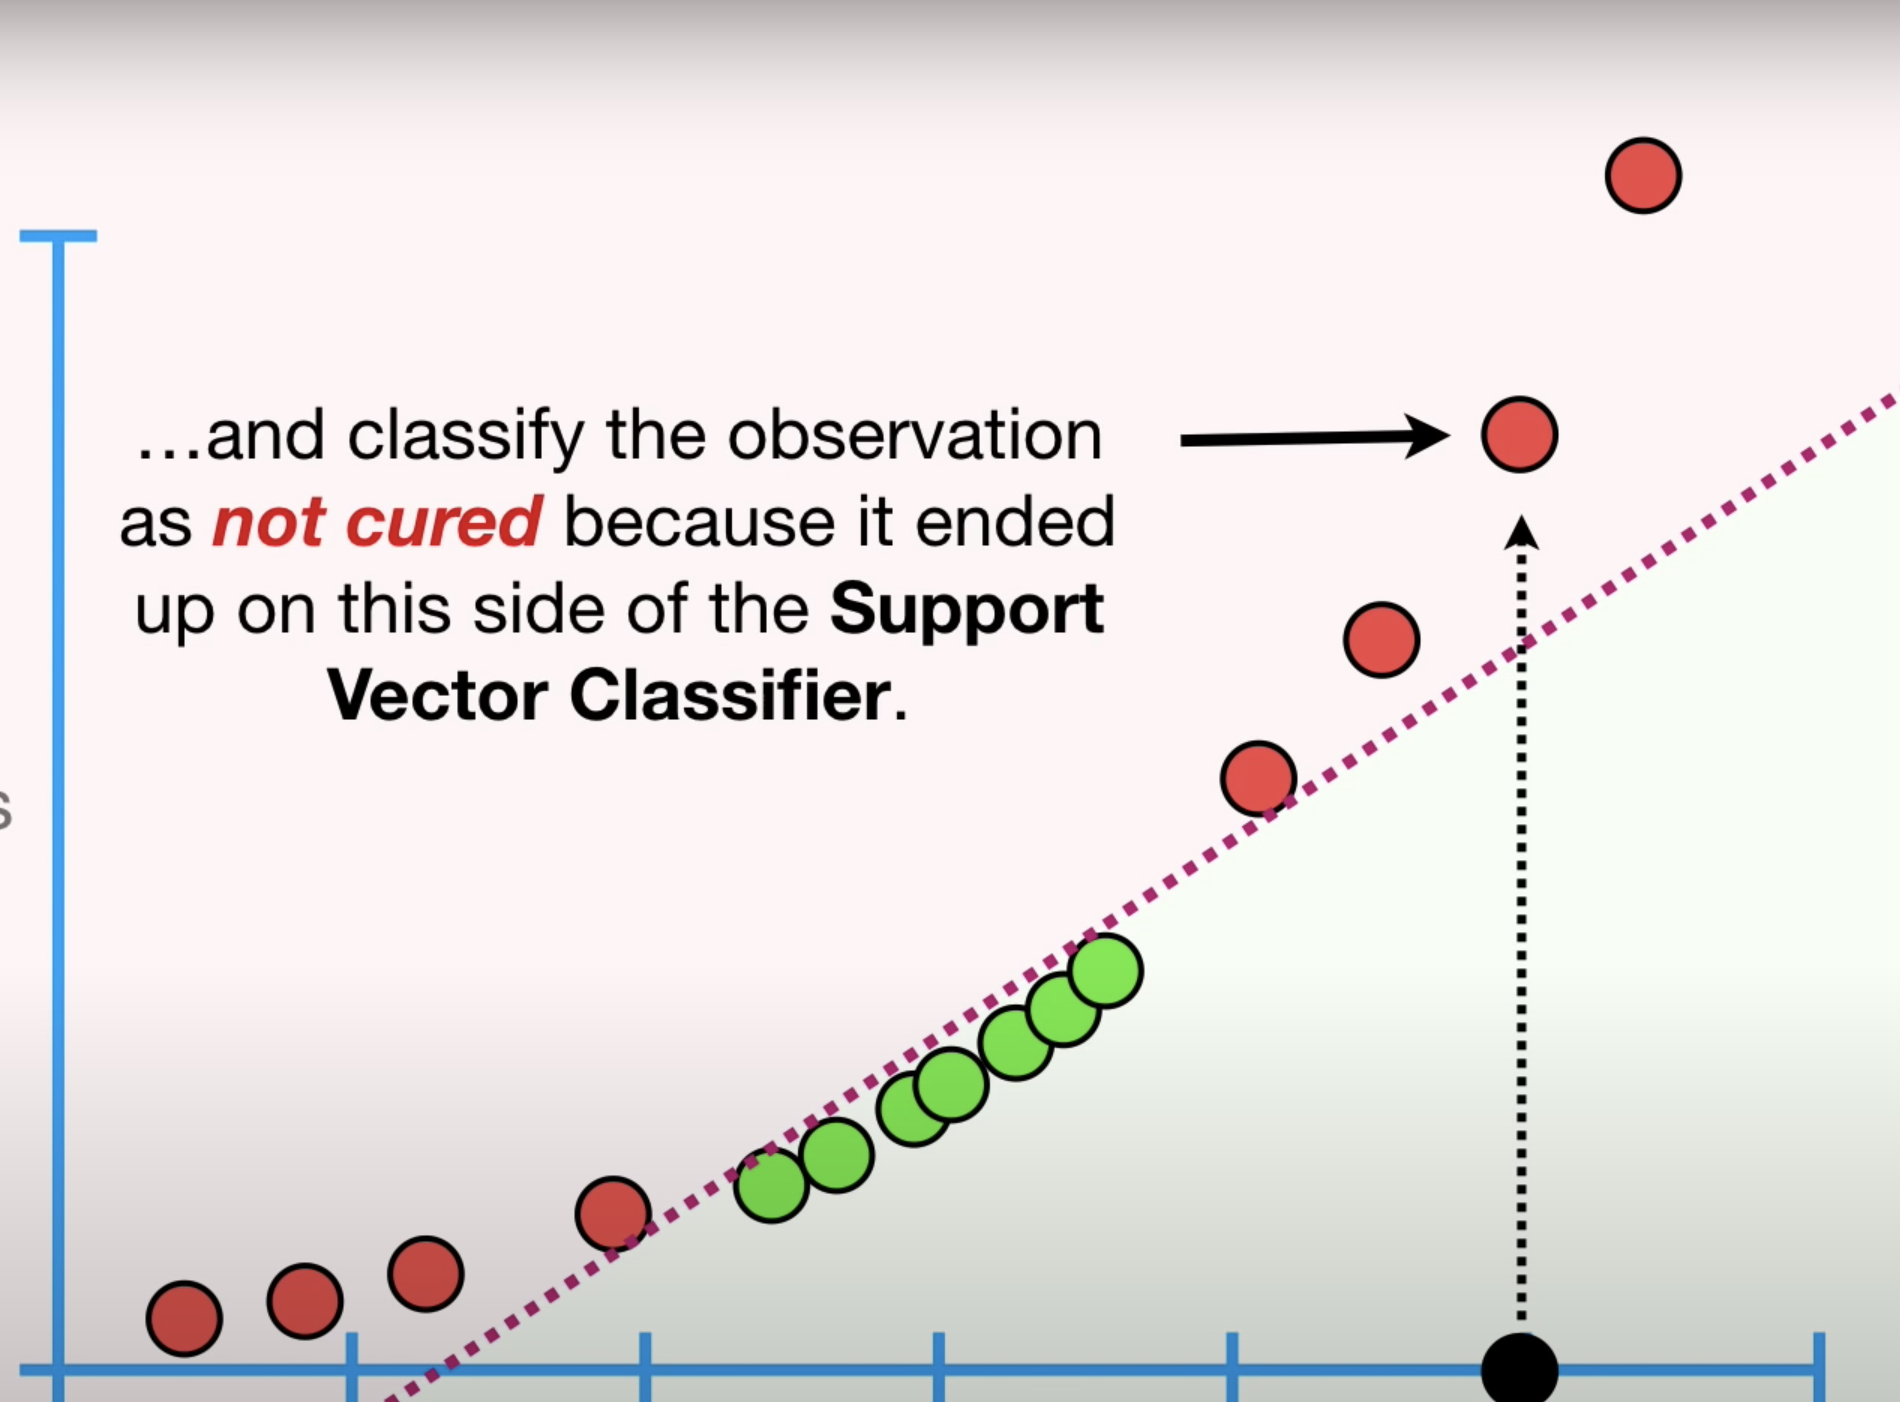 …and classify the observation
as not cured because it ended
up on this side of the Support
Vector Classifier.
s